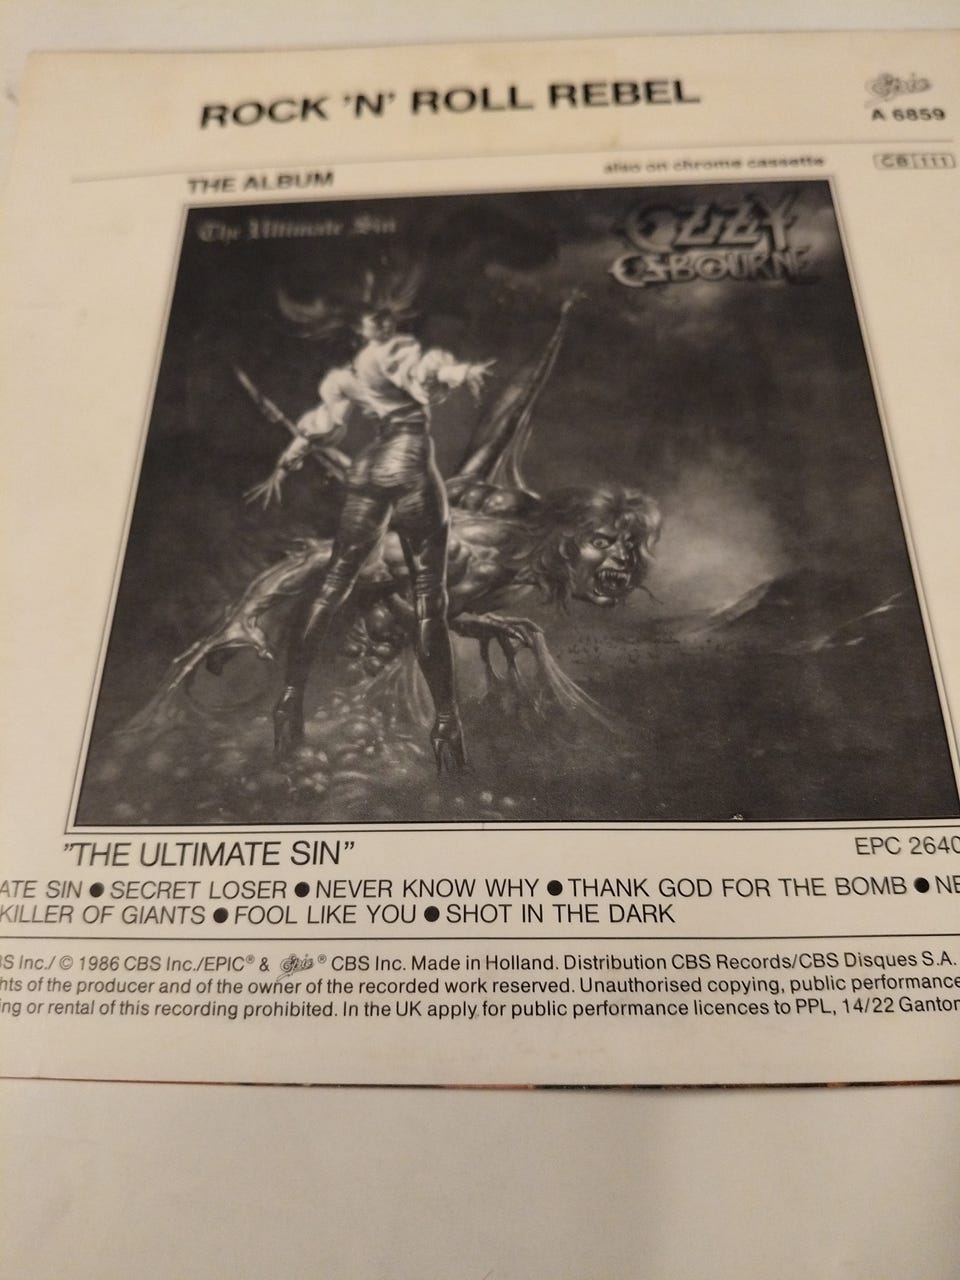 ROCK 'N' ROLL REBEL
Epic
A 6859
THE ALBUM
also on chrome cassette
CB 111
The Ultimate Sin
OZZY
OSBOURNE
"THE ULTIMATE SIN"
EPC 2640
ATE SIN ● SECRET LOSER ● NEVER KNOW WHY ● THANK GOD FOR THE BOMB ● NE
KILLER OF GIANTS ● FOOL LIKE YOU ● SHOT IN THE DARK
BS Inc./ © 1986 CBS Inc./EPIC® & Epic ® CBS Inc. Made in Holland. Distribution CBS Records/CBS Disques S.A.
hts of the producer and of the owner of the recorded work reserved. Unauthorised copying, public performance
ing or rental of this recording prohibited. In the UK apply for public performance licences to PPL, 14/22 Ganton